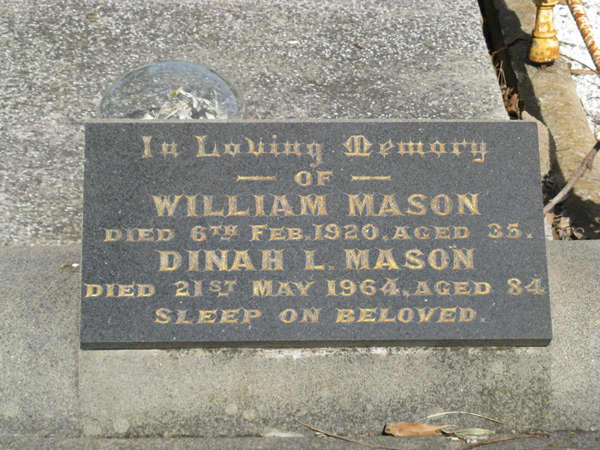 In Loving Memory
— OF —
WILLIAM MASON
DIED 6TH FEB. 1920, AGED 35.
DINAH L. MASON
DIED 21ST MAY 1964, AGED 84
SLEEP ON BELOVED.